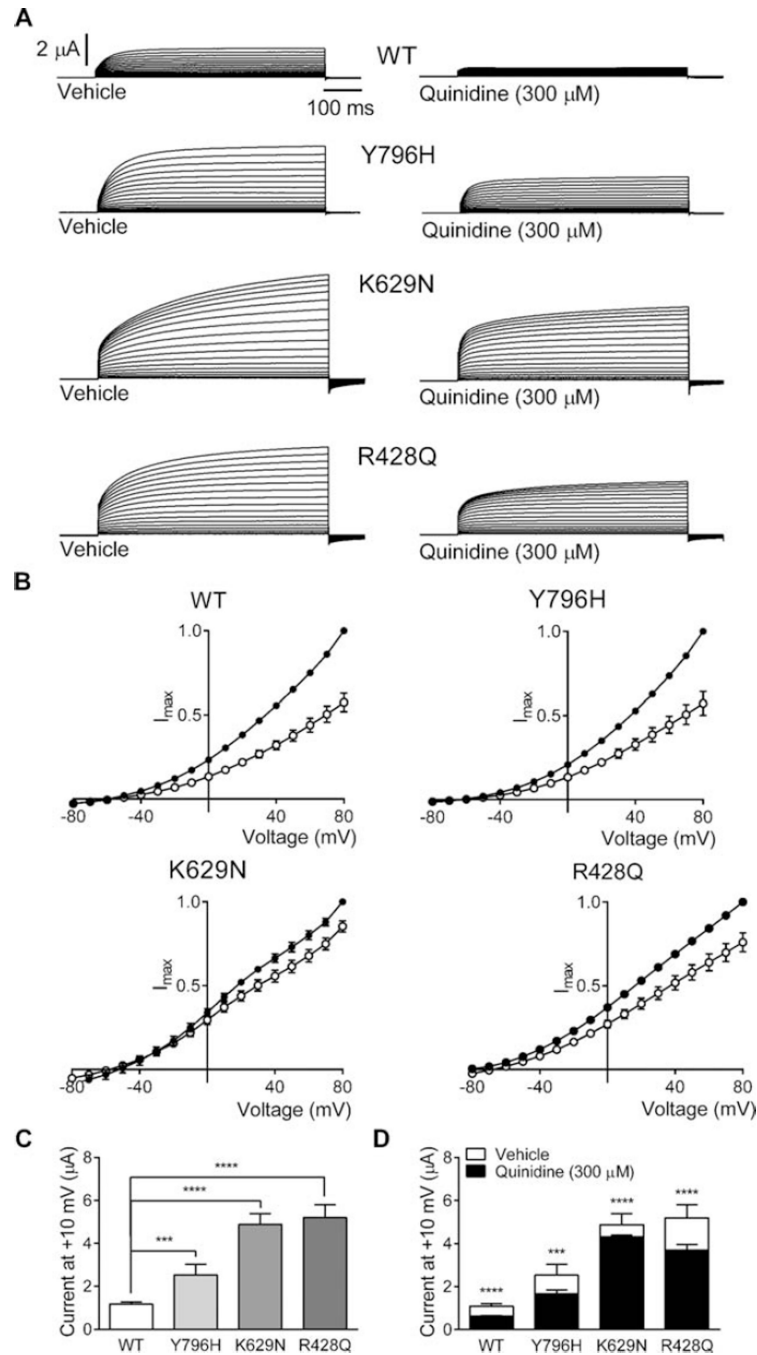 A
2 μA
WT
Vehicle
100 ms
Quinidine (300 μM)
Y796H
Vehicle
Quinidine (300 μM)
K629N
Vehicle
Quinidine (300 μM)
R428Q
Vehicle
Quinidine (300 μM)
B
WT
Y796H
1.0
1.0
Imax
Imax
0.5
0.5
-80 -40 40 80
-80 -40 40 80
Voltage (mV)
Voltage (mV)
K629N
R428Q
1.0
1.0
Imax
Imax
0.5
0.5
-80 -40 40 80
-80 -40 40 80
Voltage (mV)
Voltage (mV)
C
Current at +10 mV (μA)
8
6
4
2
0
****
****
***
WT Y796H K629N R428Q
D
Current at +10 mV (μA)
8
6
4
2
0
Vehicle
Quinidine (300 μM)
****
***
****
****
WT Y796H K629N R428Q